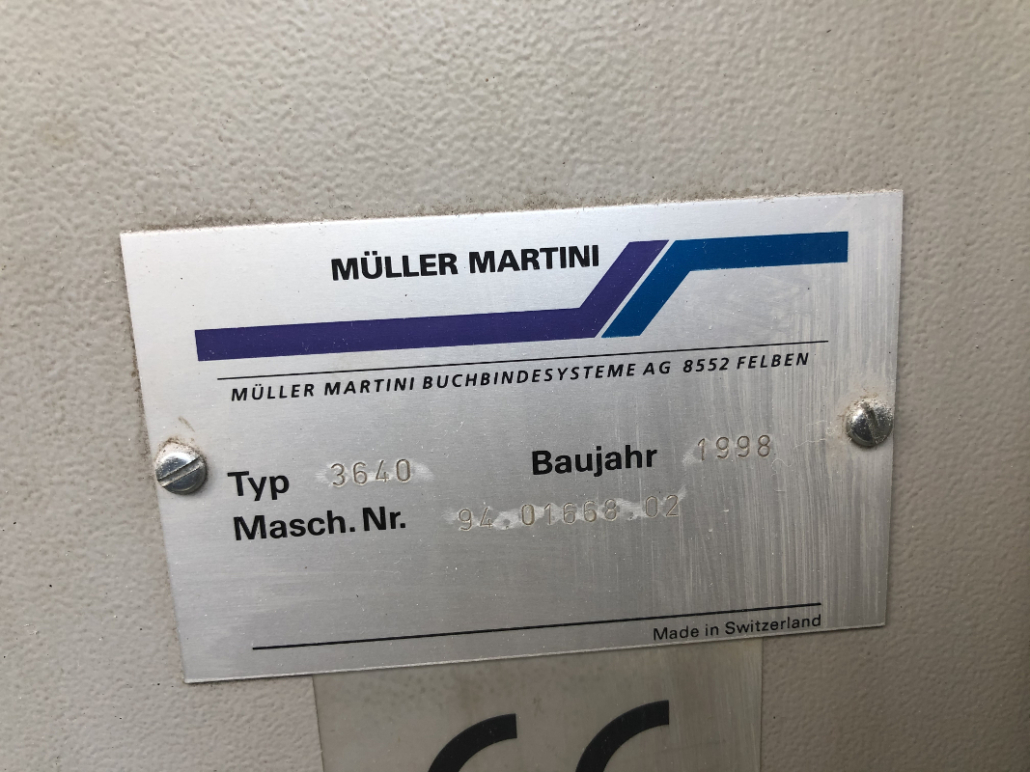 MÜLLER MARTINI
MÜLLER MARTINI BUCHBINDESYSTEME AG 8552 FELBEN
Typ 3640 Baujahr 1998
Masch.Nr. 94.01668.02
Made in Switzerland
CE